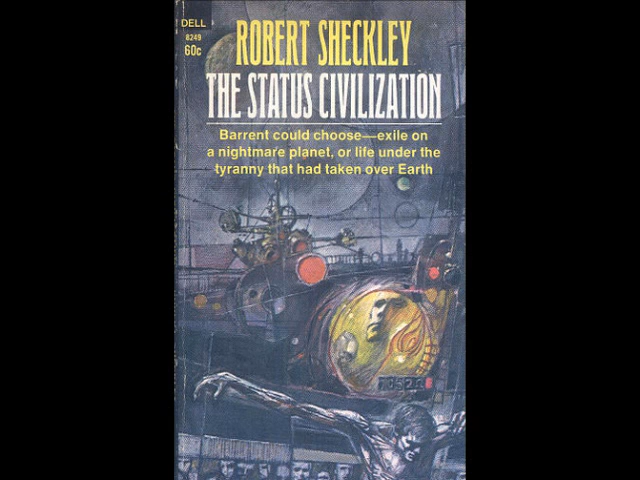 DELL
8249
60c
ROBERT SHECKLEY
THE STATUS CIVILIZATION
Barrent could choose—exile on
a nightmare planet, or life under the
tyranny that had taken over Earth